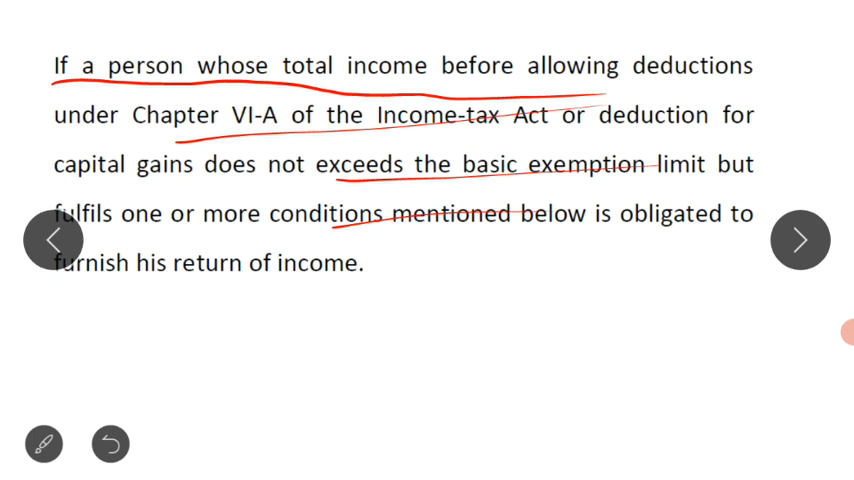 If a person whose total income before allowing deductions
under Chapter VI-A of the Income-tax Act or deduction for
capital gains does not exceeds the basic exemption limit but
fulfils one or more conditions mentioned below is obligated to
furnish his return of income.